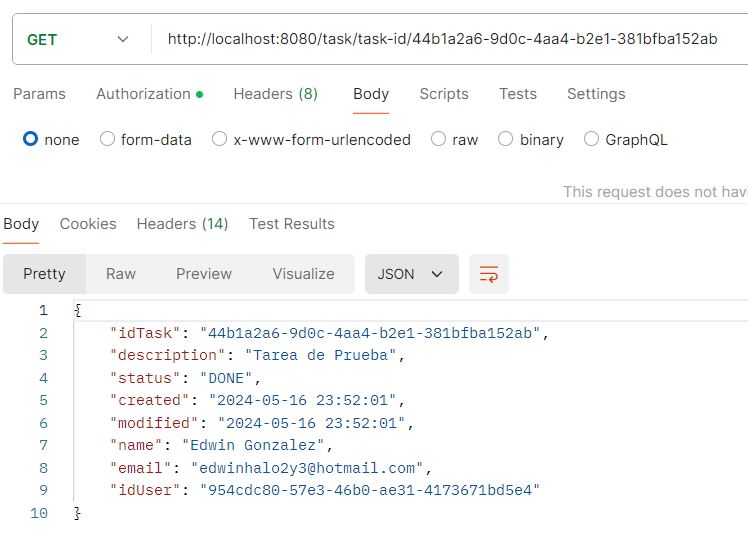 GET http://localhost:8080/task/task-id/44b1a2a6-9d0c-4aa4-b2e1-381bfba152ab
Params Authorization Headers (8) Body Scripts Tests Settings
none form-data x-www-form-urlencoded raw binary GraphQL
This request does not hav
Body Cookies Headers (14) Test Results
Pretty Raw Preview Visualize JSON
1 {
2 "idTask": "44b1a2a6-9d0c-4aa4-b2e1-381bfba152ab",
3 "description": "Tarea de Prueba",
4 "status": "DONE",
5 "created": "2024-05-16 23:52:01",
6 "modified": "2024-05-16 23:52:01",
7 "name": "Edwin Gonzalez",
8 "email": "edwinhalo2y3@hotmail.com",
9 "idUser": "954cdc80-57e3-46b0-ae31-4173671bd5e4"
10 }